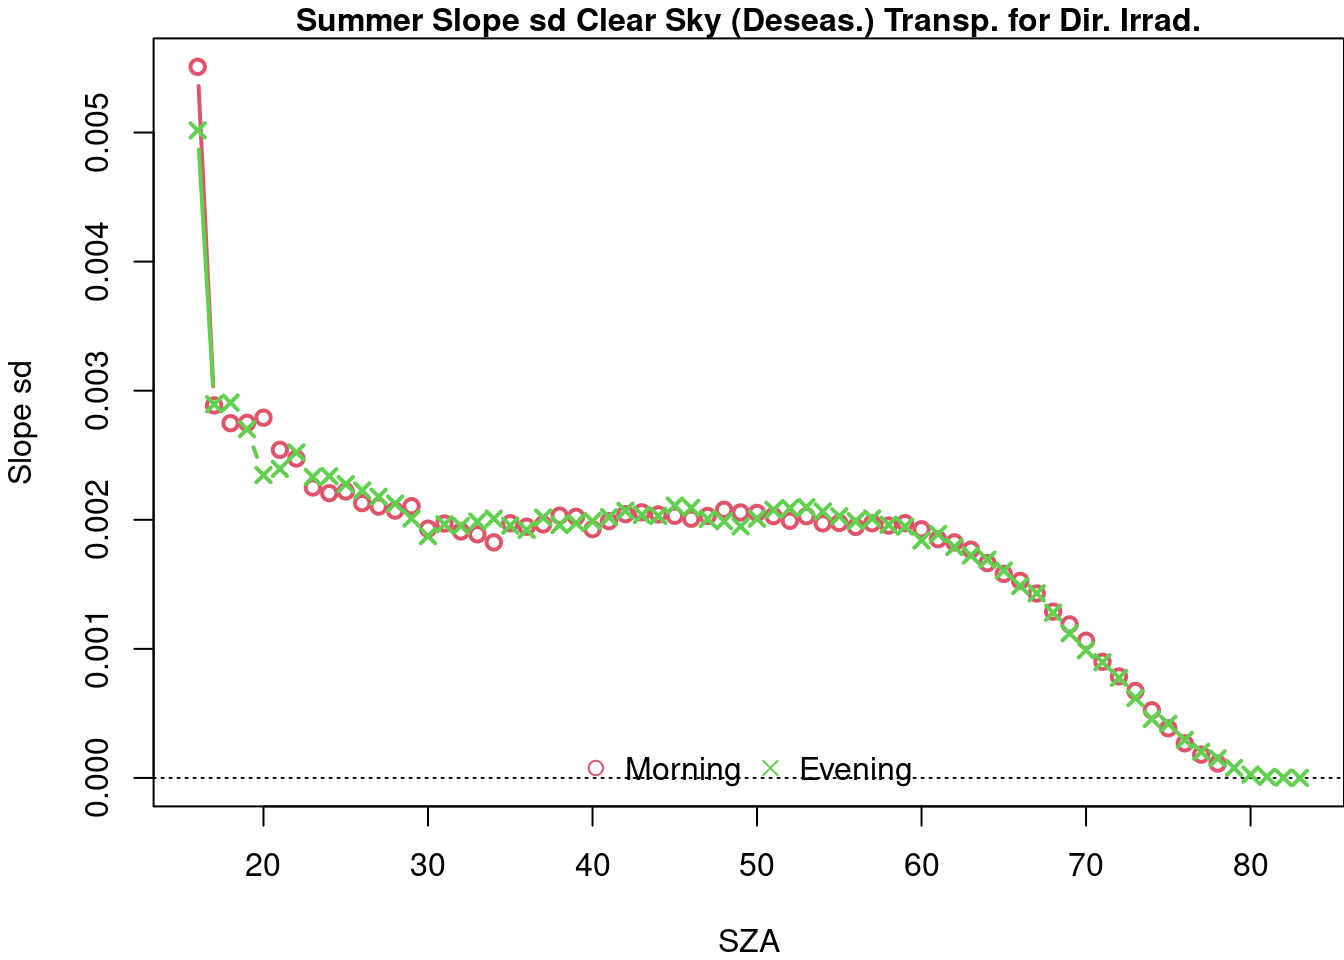 Summer Slope sd Clear Sky (Deseas.) Transp. for Dir. Irrad.
Slope sd
0.005
0.004
0.003
0.002
0.001
0.000
Morning Evening
20 30 40 50 60 70 80
SZA